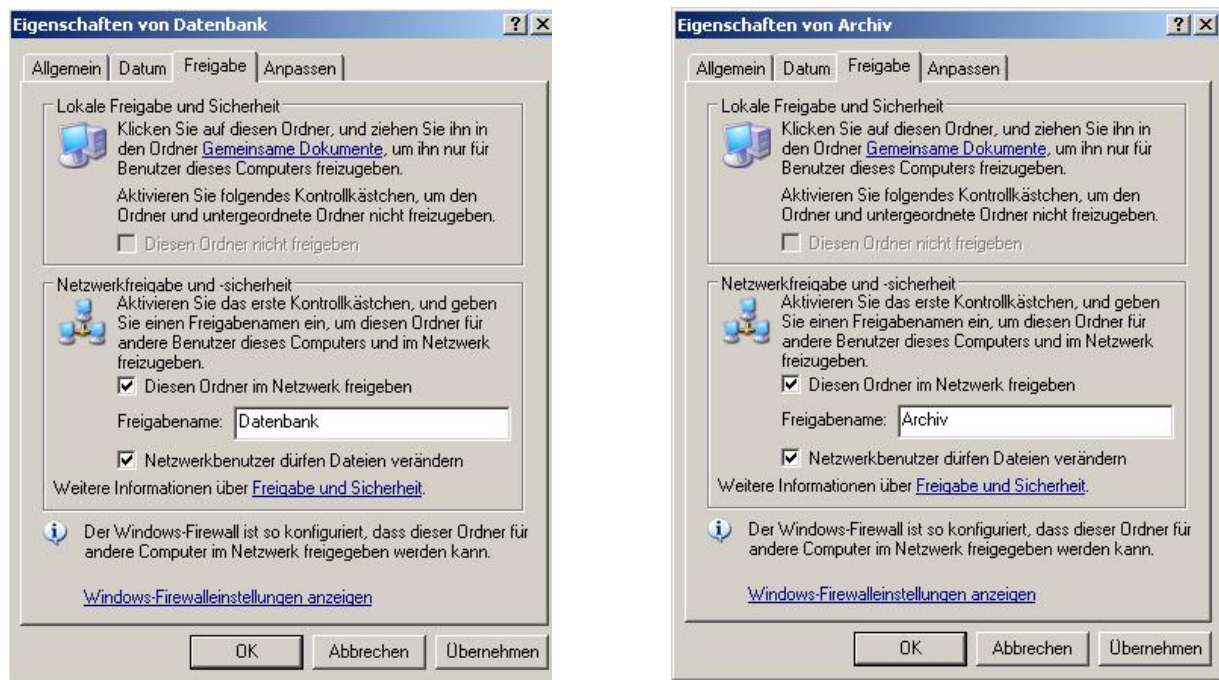 Eigenschaften von Datenbank
Allgemein Datum Freigabe Anpassen
Lokale Freigabe und Sicherheit
Klicken Sie auf diesen Ordner, und ziehen Sie ihn in
den Ordner Gemeinsame Dokumente, um ihn nur für
Benutzer dieses Computers freizugeben.
Aktivieren Sie folgendes Kontrollkästchen, um den
Ordner und untergeordnete Ordner nicht freizugeben.
Diesen Ordner nicht freigeben
Netzwerkfreigabe und -sicherheit
Aktivieren Sie das erste Kontrollkästchen, und geben
Sie einen Freigabenamen ein, um diesen Ordner für
andere Benutzer dieses Computers und im Netzwerk
freizugeben.
Diesen Ordner im Netzwerk freigeben
Freigabename: Datenbank
Netzwerkbenutzer dürfen Dateien verändern
Weitere Informationen über Freigabe und Sicherheit.
Der Windows-Firewall ist so konfiguriert, dass dieser Ordner für
andere Computer im Netzwerk freigegeben werden kann.
Windows-Firewalleinstellungen anzeigen
OK Abbrechen Übernehmen
Eigenschaften von Archiv
Allgemein Datum Freigabe Anpassen
Lokale Freigabe und Sicherheit
Klicken Sie auf diesen Ordner, und ziehen Sie ihn in
den Ordner Gemeinsame Dokumente, um ihn nur für
Benutzer dieses Computers freizugeben.
Aktivieren Sie folgendes Kontrollkästchen, um den
Ordner und untergeordnete Ordner nicht freizugeben.
Diesen Ordner nicht freigeben
Netzwerkfreigabe und -sicherheit
Aktivieren Sie das erste Kontrollkästchen, und geben
Sie einen Freigabenamen ein, um diesen Ordner für
andere Benutzer dieses Computers und im Netzwerk
freizugeben.
Diesen Ordner im Netzwerk freigeben
Freigabename: Archiv
Netzwerkbenutzer dürfen Dateien verändern
Weitere Informationen über Freigabe und Sicherheit.
Der Windows-Firewall ist so konfiguriert, dass dieser Ordner für
andere Computer im Netzwerk freigegeben werden kann.
Windows-Firewalleinstellungen anzeigen
OK Abbrechen Übernehmen